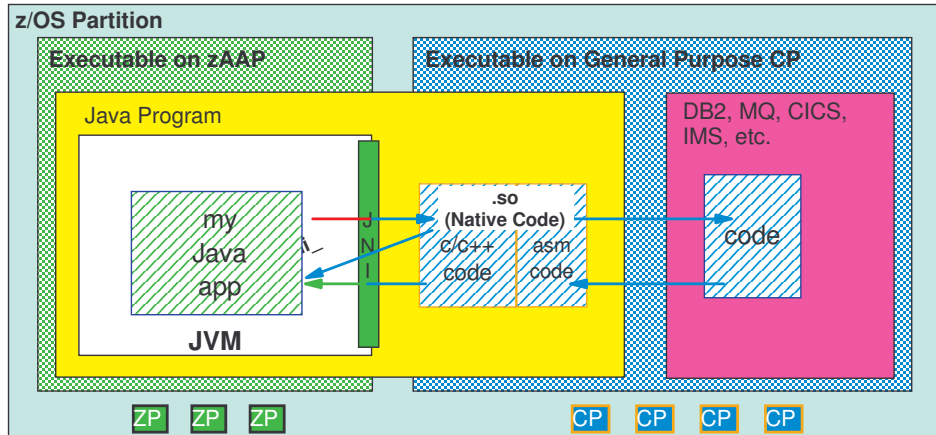 z/OS Partition
Executable on zAAP
Executable on General Purpose CP
Java Program
DB2, MQ, CICS,
IMS, etc.
my
Java
app
JVM
J
N
I
.so
(Native Code)
c/c++
code
asm
code
code
ZP ZP ZP
CP CP CP CP